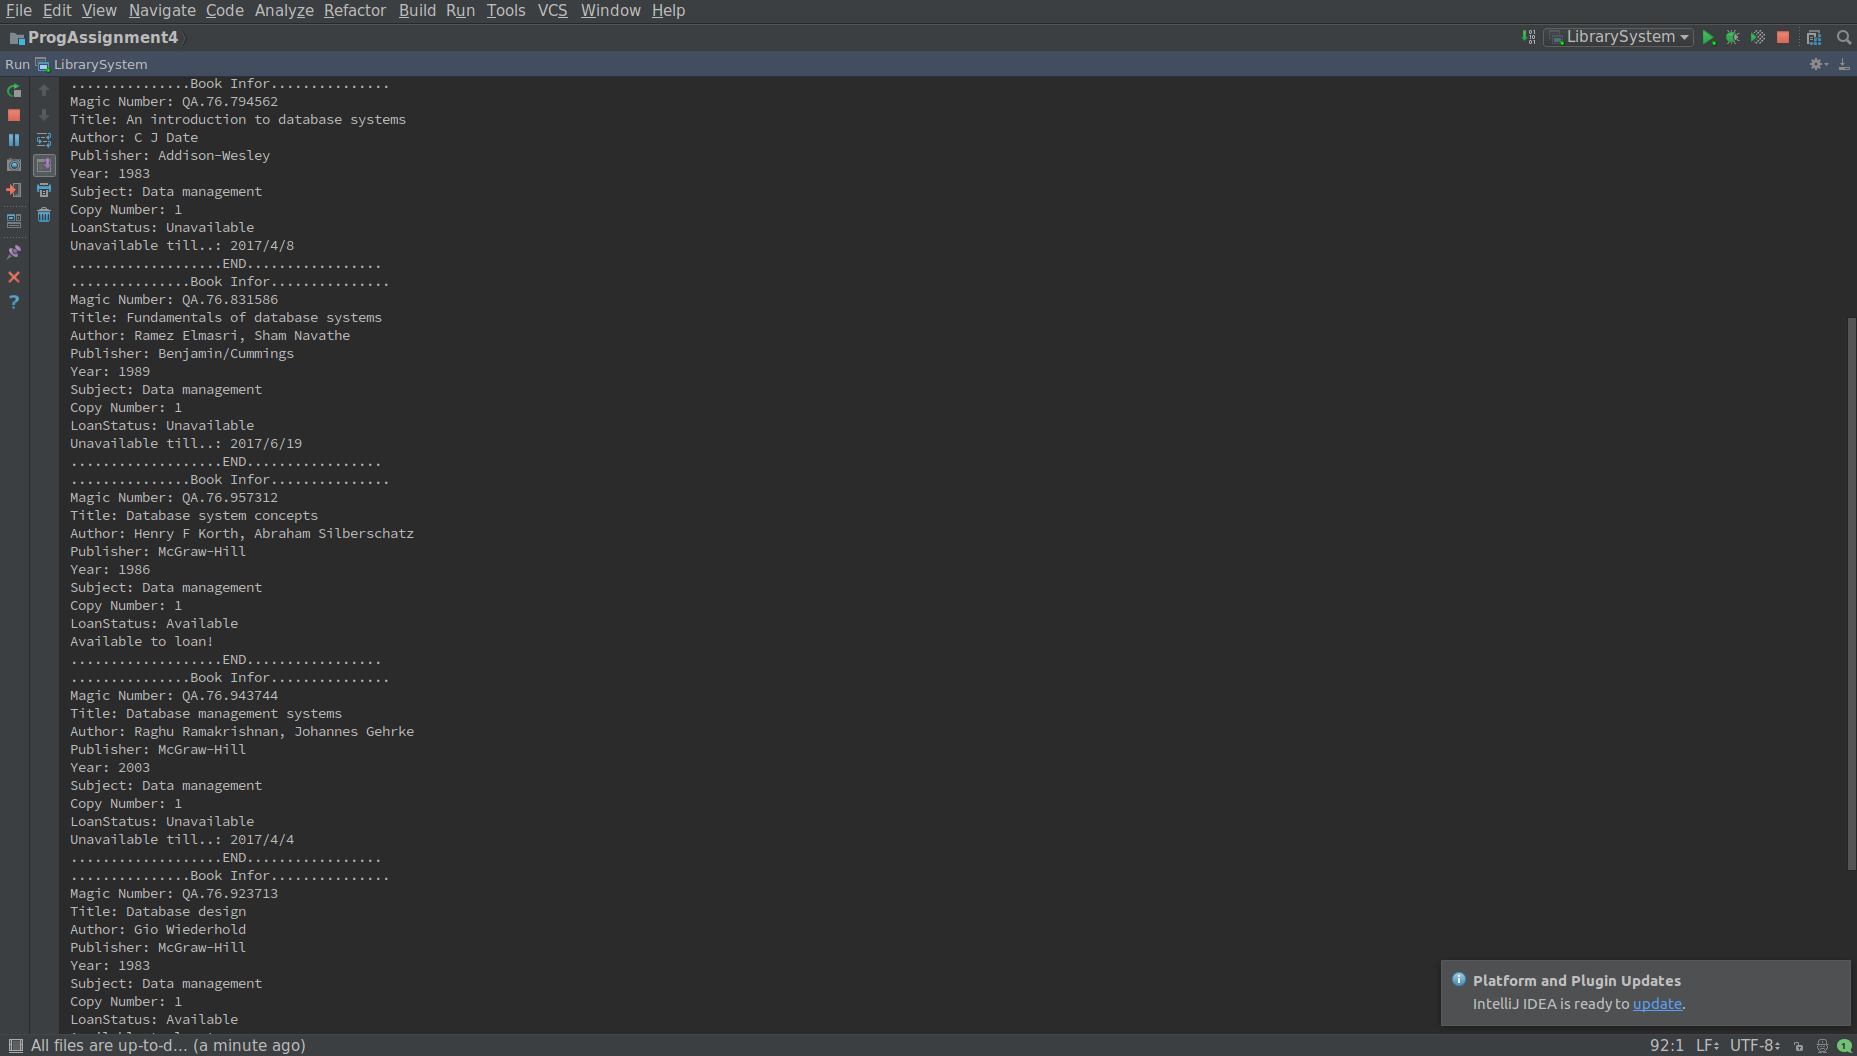 File Edit View Navigate Code Analyze Refactor Build Run Tools VCS Window Help
ProgAssignment4 LibrarySystem
Run LibrarySystem
...............Book Infor...............
Magic Number: QA.76.794562
Title: An introduction to database systems
Author: C J Date
Publisher: Addison-Wesley
Year: 1983
Subject: Data management
Copy Number: 1
LoanStatus: Unavailable
Unavailable till..: 2017/4/8
...................END.................
...............Book Infor...............
Magic Number: QA.76.831586
Title: Fundamentals of database systems
Author: Ramez Elmasri, Sham Navathe
Publisher: Benjamin/Cummings
Year: 1989
Subject: Data management
Copy Number: 1
LoanStatus: Unavailable
Unavailable till..: 2017/6/19
...................END.................
...............Book Infor...............
Magic Number: QA.76.957312
Title: Database system concepts
Author: Henry F Korth, Abraham Silberschatz
Publisher: McGraw-Hill
Year: 1986
Subject: Data management
Copy Number: 1
LoanStatus: Available
Available to loan!
...................END.................
...............Book Infor...............
Magic Number: QA.76.943744
Title: Database management systems
Author: Raghu Ramakrishnan, Johannes Gehrke
Publisher: McGraw-Hill
Year: 2003
Subject: Data management
Copy Number: 1
LoanStatus: Unavailable
Unavailable till..: 2017/4/4
...................END.................
...............Book Infor...............
Magic Number: QA.76.923713
Title: Database design
Author: Gio Wiederhold
Publisher: McGraw-Hill
Year: 1983
Subject: Data management
Copy Number: 1
LoanStatus: Available
Platform and Plugin Updates
IntelliJ IDEA is ready to update.
All files are up-to-d... (a minute ago) 92:1 LF UTF-8 1